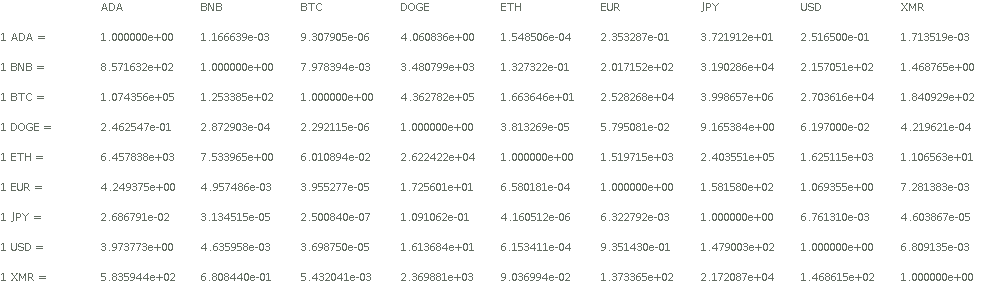 ADA BNB BTC DOGE ETH EUR JPY USD XMR
1 ADA = 1.000000e+00 1.166639e-03 9.307905e-06 4.060836e+00 1.548506e-04 2.353287e-01 3.721912e+01 2.516500e-01 1.713519e-03
1 BNB = 8.571632e+02 1.000000e+00 7.978394e-03 3.480799e+03 1.327322e-01 2.017152e+02 3.190286e+04 2.157051e+02 1.468765e+00
1 BTC = 1.074356e+05 1.253385e+02 1.000000e+00 4.362782e+05 1.663646e+01 2.528268e+04 3.998657e+06 2.703616e+04 1.840929e+02
1 DOGE = 2.462547e-01 2.872903e-04 2.292115e-06 1.000000e+00 3.813269e-05 5.795081e-02 9.165384e+00 6.197000e-02 4.219621e-04
1 ETH = 6.457838e+03 7.533965e+00 6.010894e-02 2.622422e+04 1.000000e+00 1.519715e+03 2.403551e+05 1.625115e+03 1.106563e+01
1 EUR = 4.249375e+00 4.957486e-03 3.955277e-05 1.725601e+01 6.580181e-04 1.000000e+00 1.581580e+02 1.069355e+00 7.281383e-03
1 JPY = 2.686791e-02 3.134515e-05 2.500840e-07 1.091062e-01 4.160512e-06 6.322792e-03 1.000000e+00 6.761310e-03 4.603867e-05
1 USD = 3.973773e+00 4.635958e-03 3.698750e-05 1.613684e+01 6.153411e-04 9.351430e-01 1.479003e+02 1.000000e+00 6.809135e-03
1 XMR = 5.835944e+02 6.808440e-01 5.432041e-03 2.369881e+03 9.036994e-02 1.373365e+02 2.172087e+04 1.468615e+02 1.000000e+00